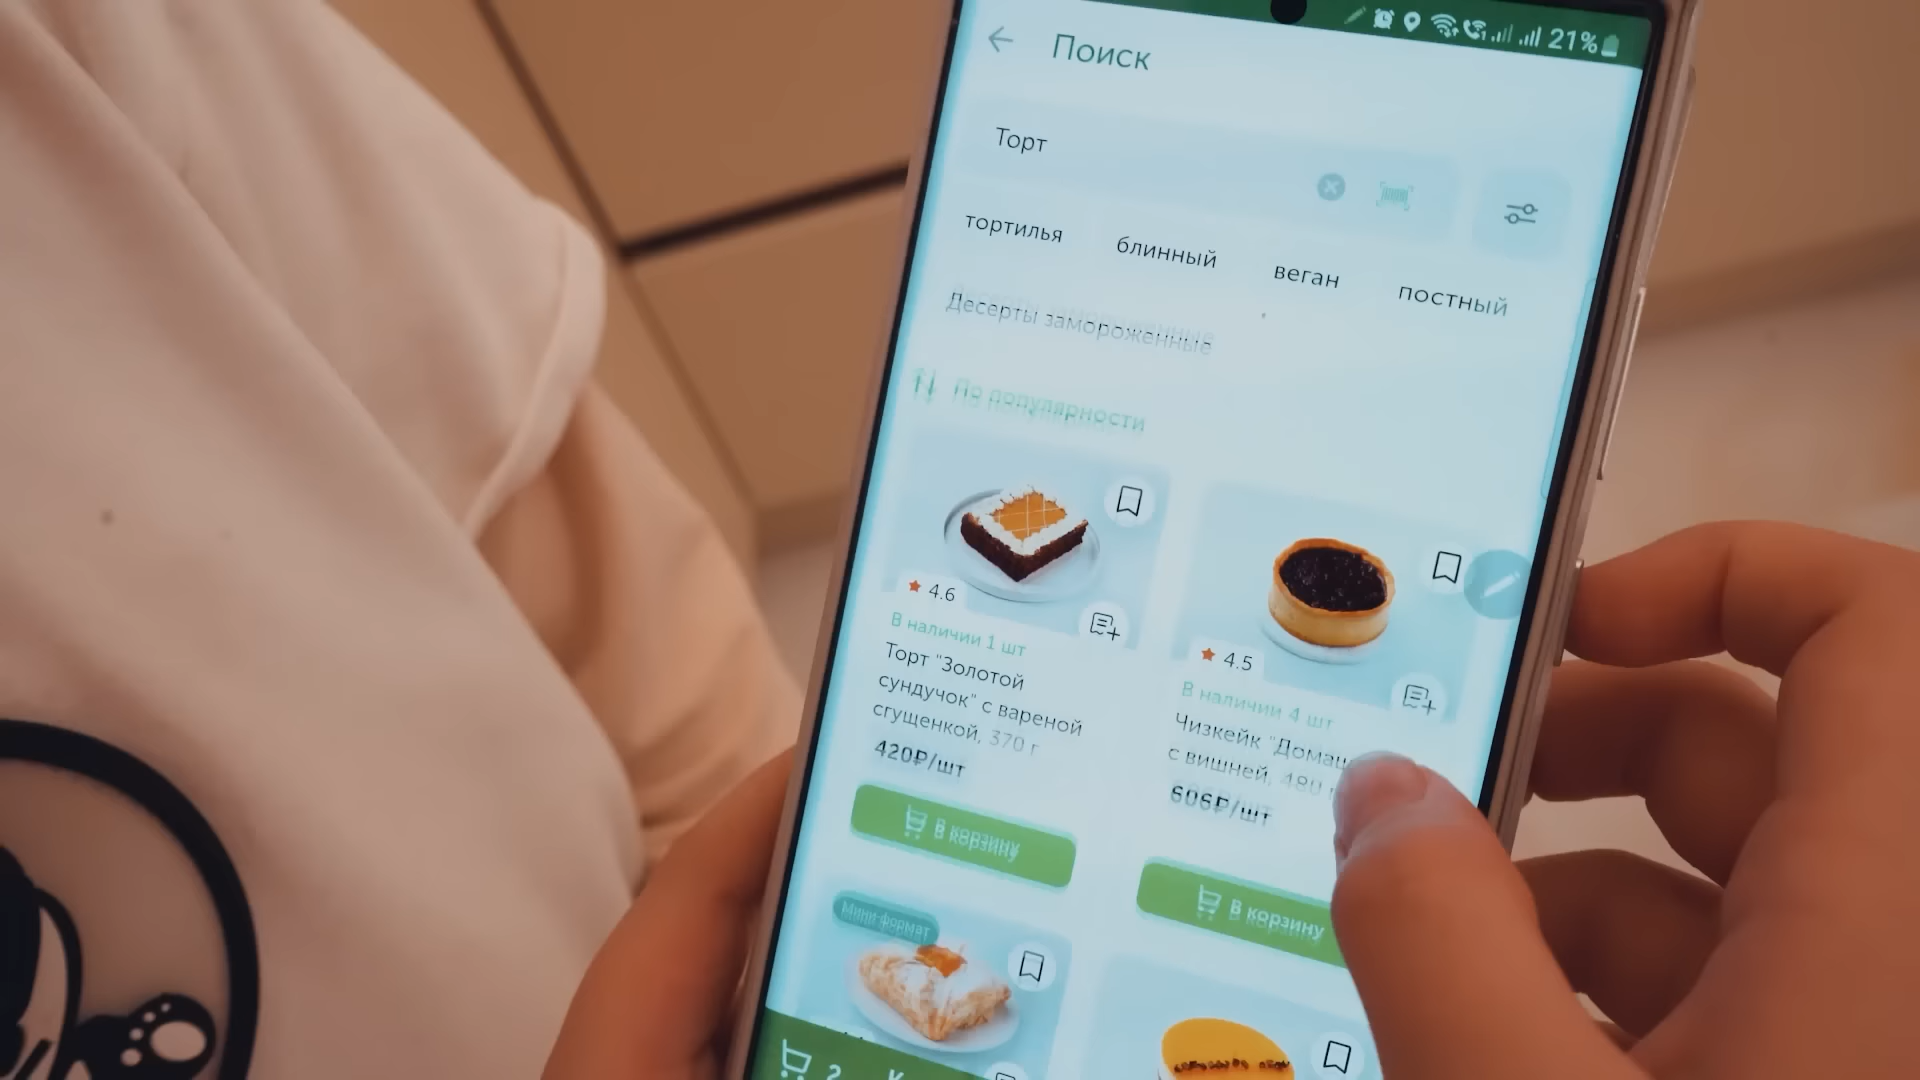 21%
Поиск
Торт
тортилья блинный веган постный
Десерты замороженные
По популярности
4.6
В наличии 1 шт
Торт "Золотой
сундучок" с вареной
сгущенкой, 370 г
420₽/шт
В корзину
4.5
В наличии 4 шт
Чизкейк "Домаш
с вишней, 480 г
606₽/шт
В корзину
Мини-формат
2